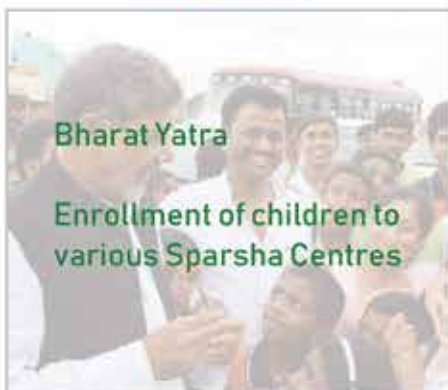 Bharat Yatra
Enrollment of children to
various Sparsha Centres